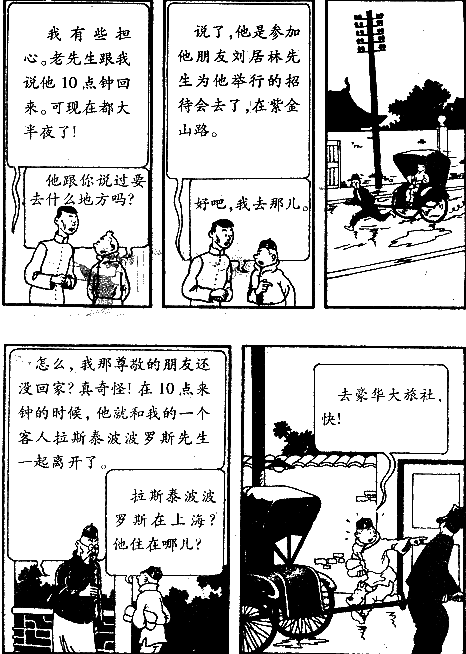 我有些担
心。老先生跟我
说他10点钟回
来。可现在都大
半夜了!
他跟你说过要
去什么地方吗?
说了,他是参加
他朋友刘居林先
生为他举行的招
待会去了,在紫金
山路。
好吧,我去那儿。
怎么,我那尊敬的朋友还
没回家?真奇怪!在10点来
钟的时候,他就和我的一个
客人拉斯泰波波罗斯先生
一起离开了。
拉斯泰波波
罗斯在上海?
他住在哪儿?
去豪华大旅社,
快!